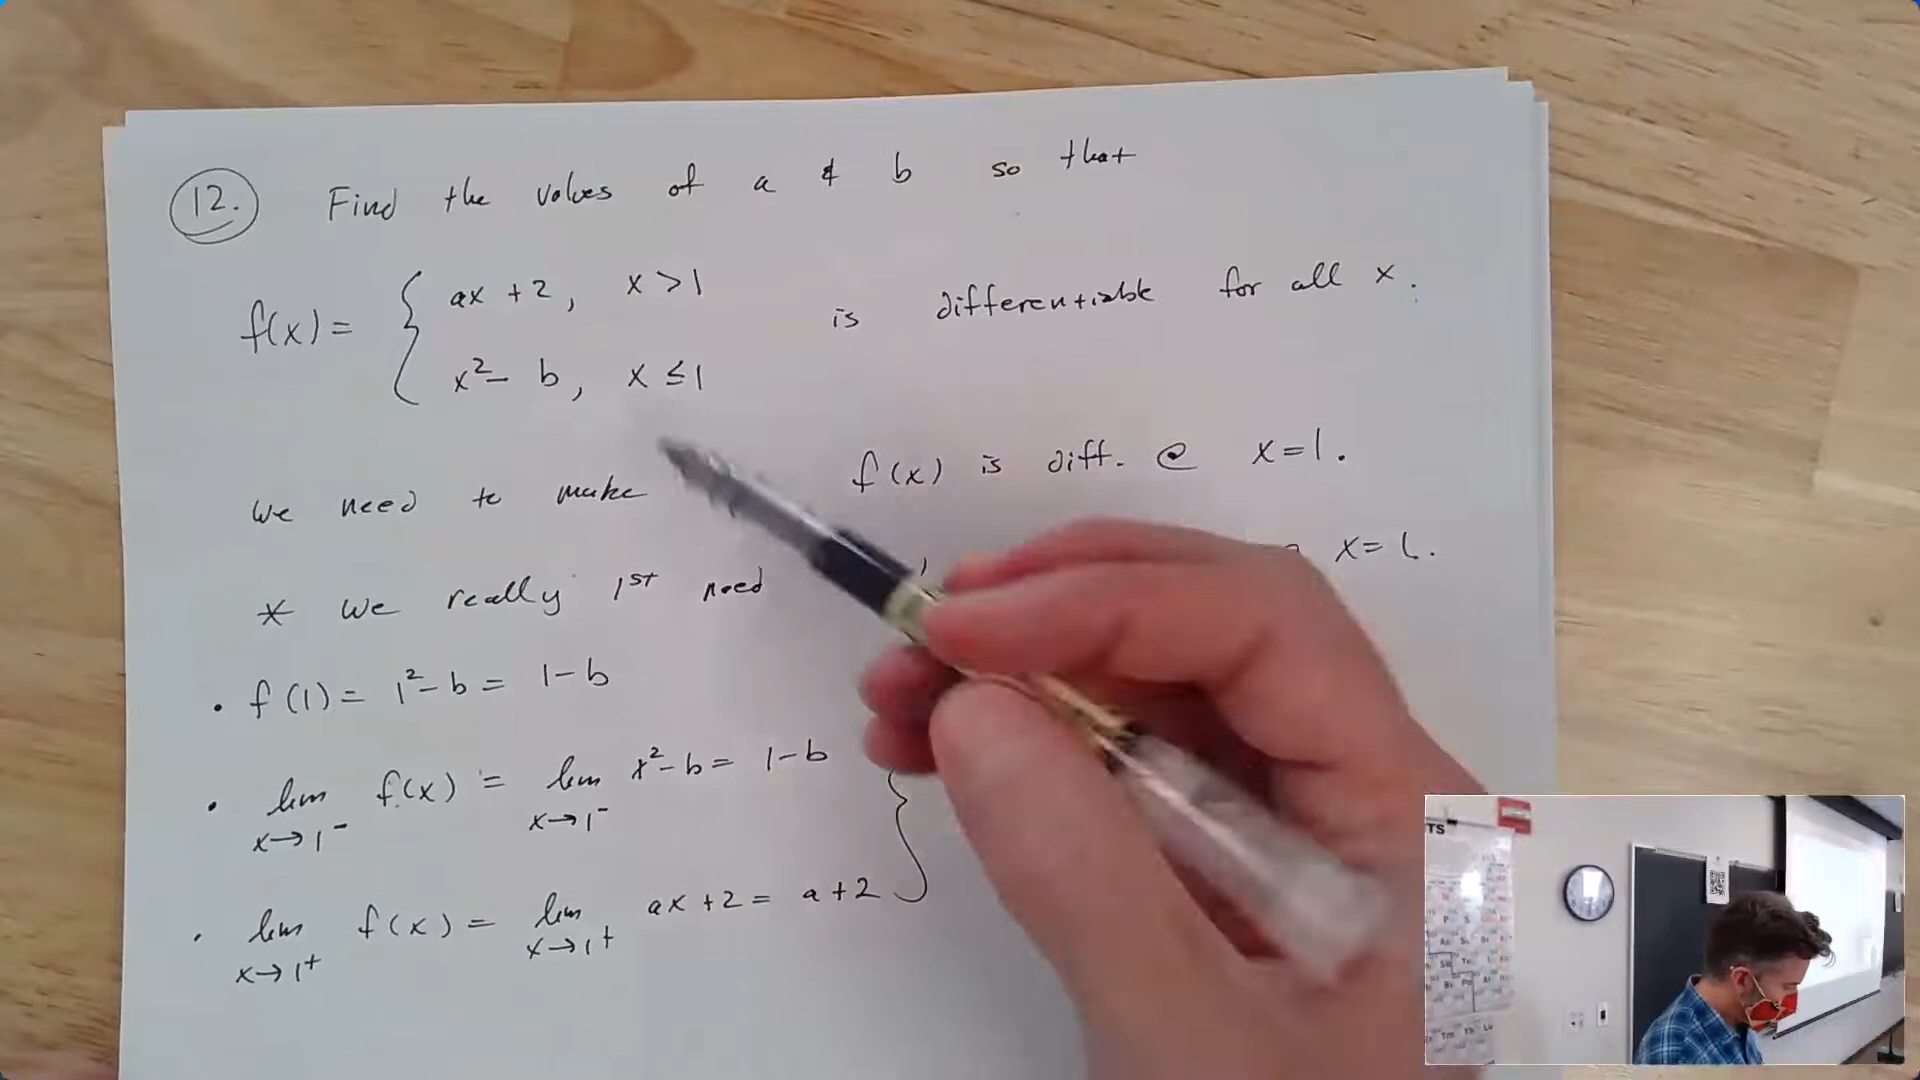 12. Find the values of a & b so that
f(x) = { ax + 2, x > 1 is differentiable for all x.
x² - b, x ≤ 1
We need to make f(x) is diff. @ x = 1.
* We really 1st need x = 1.
• f(1) = 1² - b = 1 - b
• lim x→1⁻ f(x) = lim x→1⁻ x² - b = 1 - b
• lim x→1⁺ f(x) = lim x→1⁺ ax + 2 = a + 2 }
TS